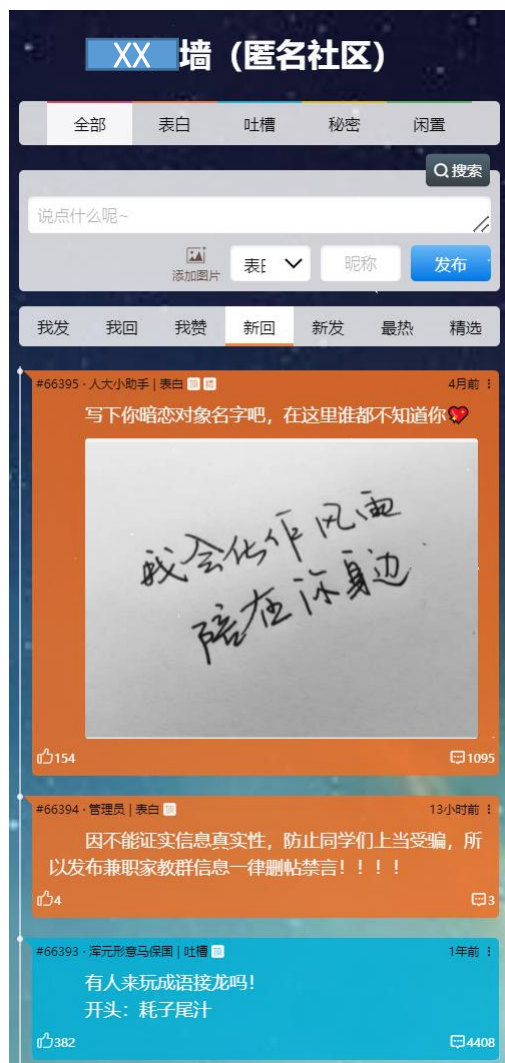 XX 墙（匿名社区）
全部 表白 吐槽 秘密 闲置
搜索
说点什么呢~
添加图片 表 昵称 发布
我发 我回 我赞 新回 新发 最热 精选
#66395·人大小助手|表白 顶 精 4月前
写下你暗恋对象名字吧，在这里谁都不知道你
我会化作风雨
陪在你身边
154 1095
#66394·管理员|表白 顶 13小时前
因不能证实信息真实性，防止同学们上当受骗，所
以发布兼职家教群信息一律删帖禁言！！！！
4 3
#66393·浑元形意马保国|吐槽 顶 1年前
有人来玩成语接龙吗！
开头：耗子尾汁
382 4408